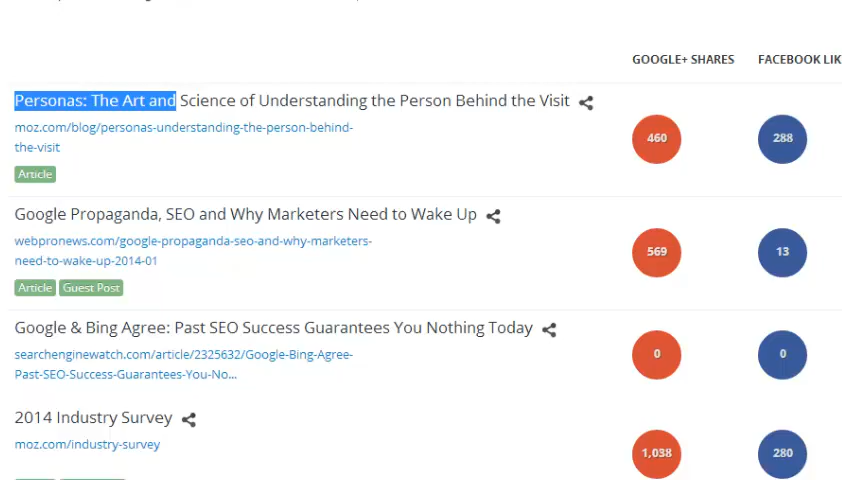 GOOGLE+ SHARES FACEBOOK LIK
Personas: The Art and Science of Understanding the Person Behind the Visit
moz.com/blog/personas-understanding-the-person-behind-
the-visit
460
288
Article
Google Propaganda, SEO and Why Marketers Need to Wake Up
webpronews.com/google-propaganda-seo-and-why-marketers-
need-to-wake-up-2014-01
569
13
Article Guest Post
Google & Bing Agree: Past SEO Success Guarantees You Nothing Today
searchenginewatch.com/article/2325632/Google-Bing-Agree-
Past-SEO-Success-Guarantees-You-No...
0
0
2014 Industry Survey
moz.com/industry-survey
1,038
280